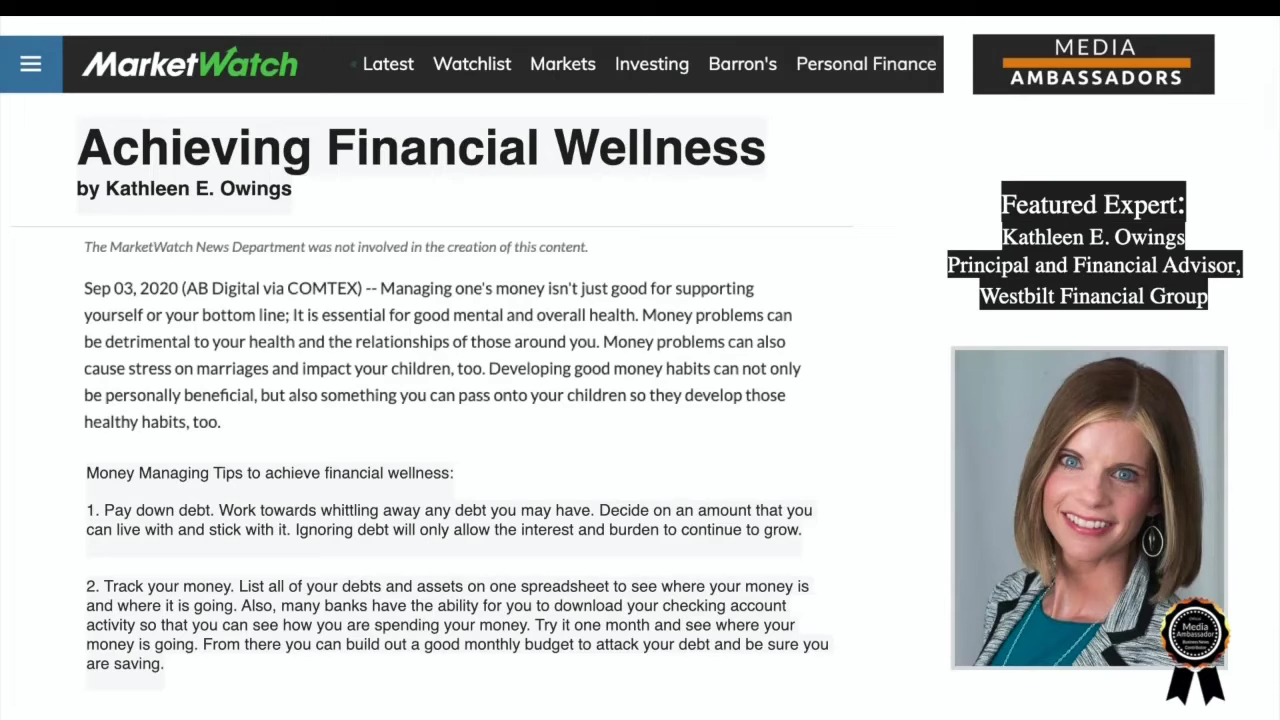 MarketWatch
Latest Watchlist Markets Investing Barron's Personal Finance
MEDIA
AMBASSADORS
Achieving Financial Wellness
by Kathleen E. Owings
The MarketWatch News Department was not involved in the creation of this content.
Sep 03, 2020 (AB Digital via COMTEX) -- Managing one's money isn't just good for supporting
yourself or your bottom line; It is essential for good mental and overall health. Money problems can
be detrimental to your health and the relationships of those around you. Money problems can also
cause stress on marriages and impact your children, too. Developing good money habits can not only
be personally beneficial, but also something you can pass onto your children so they develop those
healthy habits, too.
Money Managing Tips to achieve financial wellness:
1. Pay down debt. Work towards whittling away any debt you may have. Decide on an amount that you
can live with and stick with it. Ignoring debt will only allow the interest and burden to continue to grow.
2. Track your money. List all of your debts and assets on one spreadsheet to see where your money is
and where it is going. Also, many banks have the ability for you to download your checking account
activity so that you can see how you are spending your money. Try it one month and see where your
money is going. From there you can build out a good monthly budget to attack your debt and be sure you
are saving.
Featured Expert:
Kathleen E. Owings
Principal and Financial Advisor,
Westbilt Financial Group
Media
Ambassador
Business News
Contributor